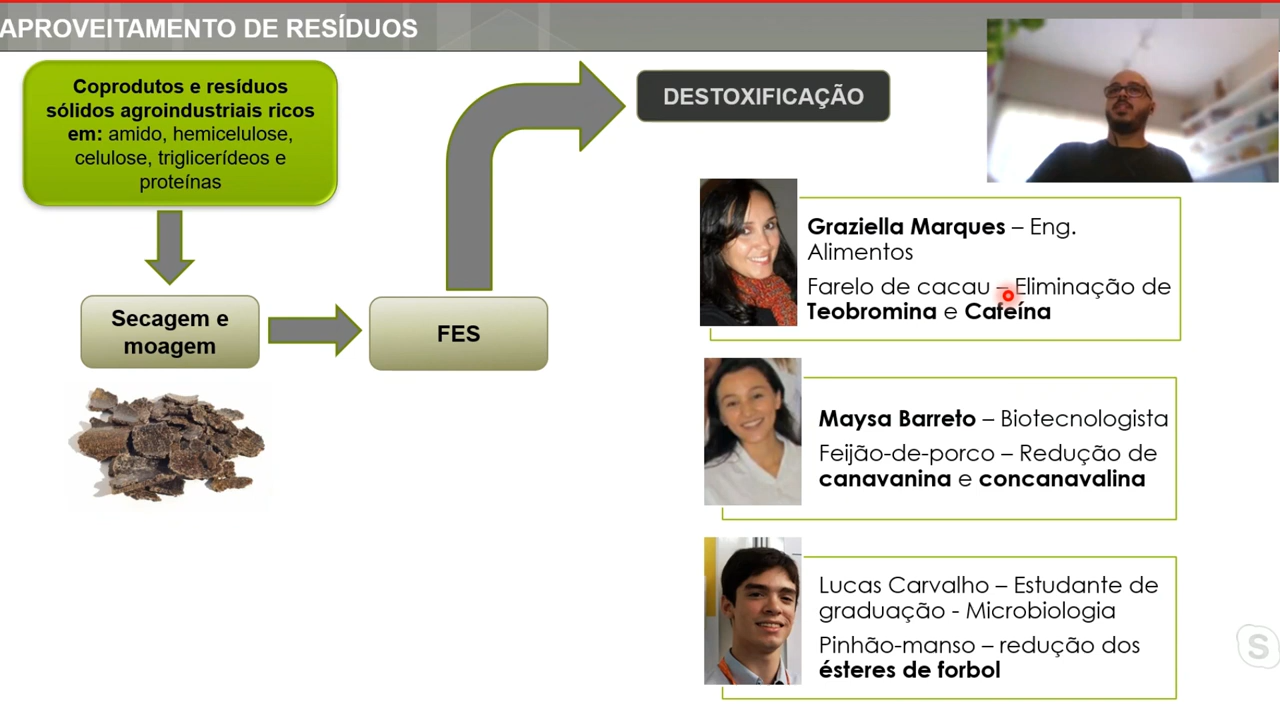 APROVEITAMENTO DE RESÍDUOS
Coprodutos e resíduos
sólidos agroindustriais ricos
em: amido, hemicelulose,
celulose, triglicerídeos e
proteínas
Secagem e
moagem
FES
DESTOXIFICAÇÃO
Graziella Marques – Eng.
Alimentos
Farelo de cacau – Eliminação de
Teobromina e Cafeína
Maysa Barreto – Biotecnologista
Feijão-de-porco – Redução de
canavanina e concanavalina
Lucas Carvalho – Estudante de
graduação - Microbiologia
Pinhão-manso – redução dos
ésteres de forbol
S